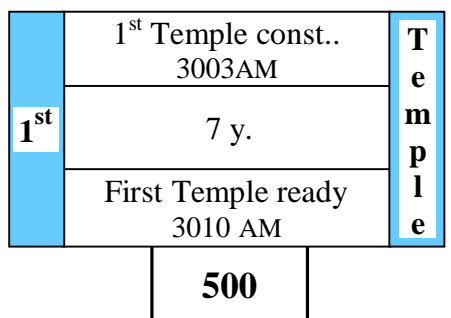 1st
1st Temple const..
3003AM
7 y.
First Temple ready
3010 AM
Temple
500